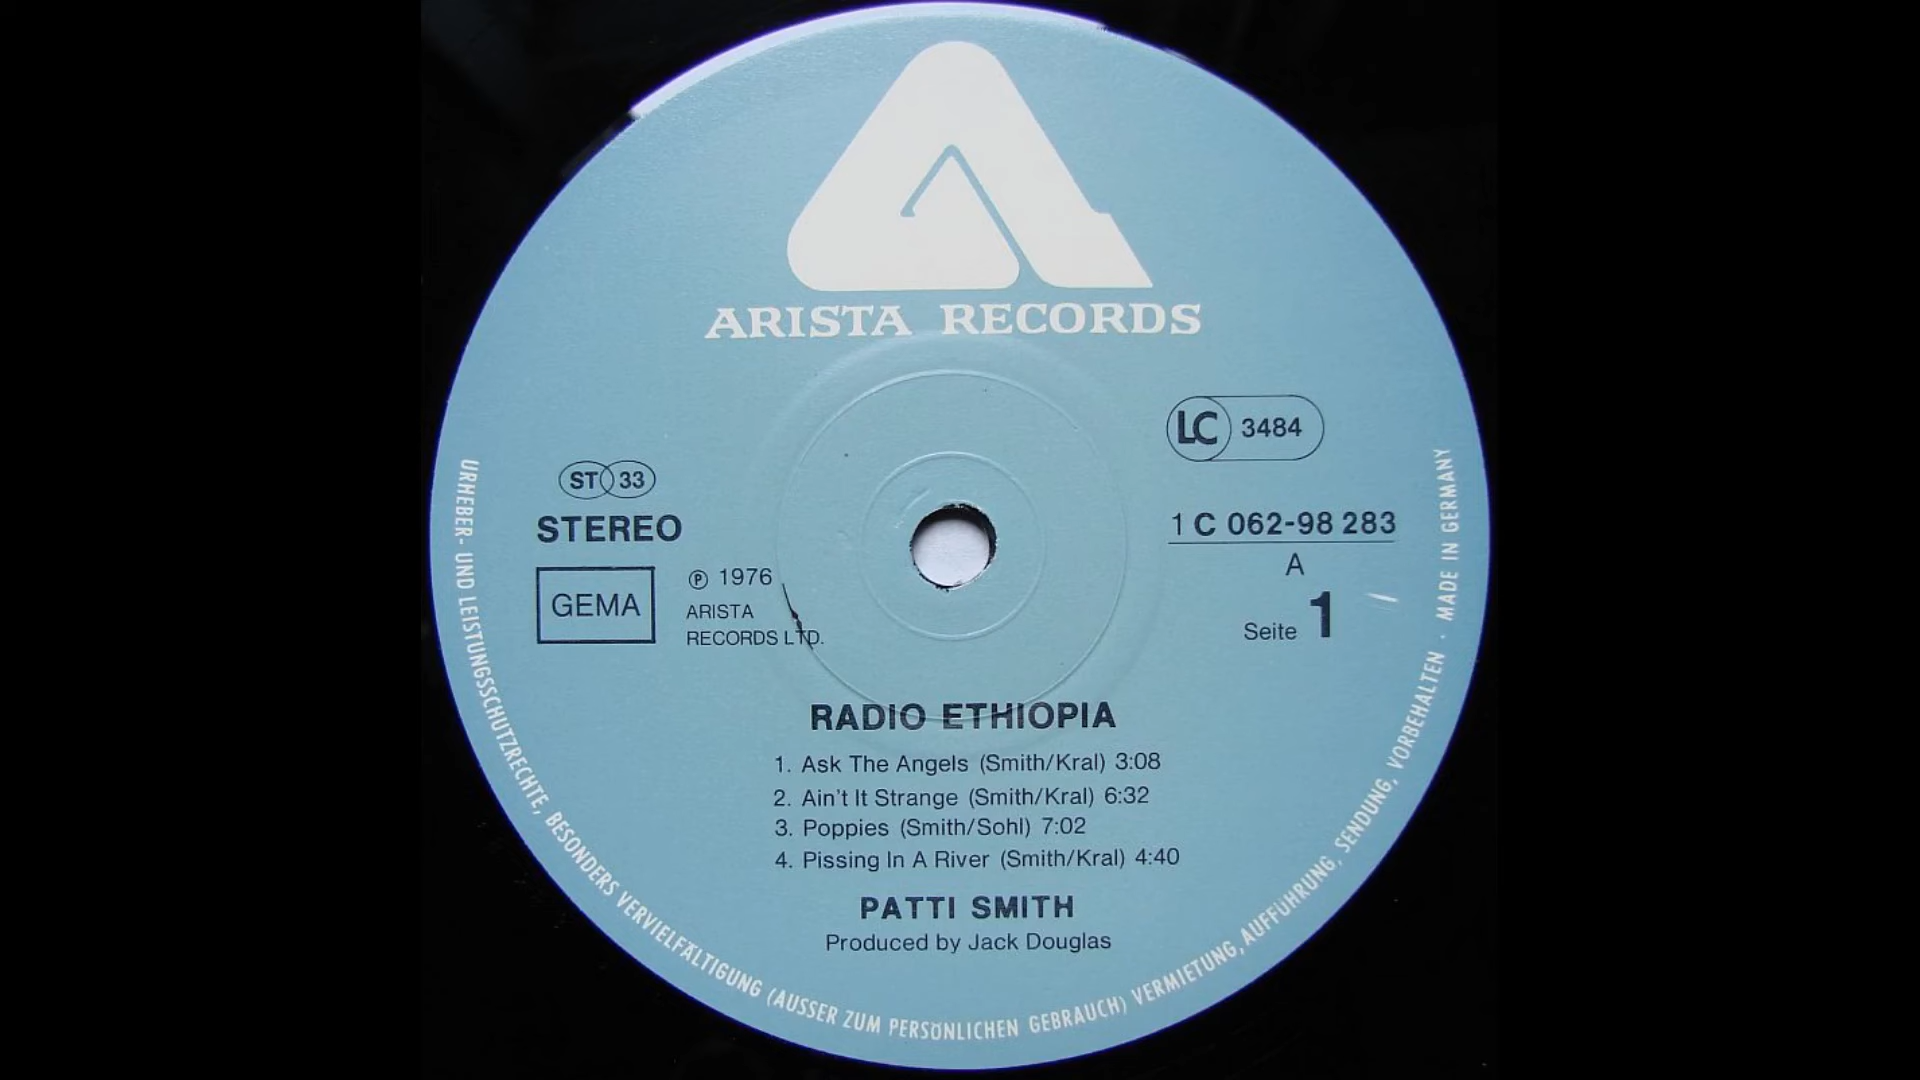 ARISTA RECORDS
LC 3484
ST 33
STEREO
1 C 062-98 283
A
Seite 1
GEMA
℗ 1976
ARISTA
RECORDS LTD.
RADIO ETHIOPIA
1. Ask The Angels (Smith/Kral) 3:08
2. Ain't It Strange (Smith/Kral) 6:32
3. Poppies (Smith/Sohl) 7:02
4. Pissing In A River (Smith/Kral) 4:40
PATTI SMITH
Produced by Jack Douglas
URHEBER- UND LEISTUNGSSCHUTZRECHTE, BESONDERS VERVIELFÄLTIGUNG (AUSSER ZUM PERSÖNLICHEN GEBRAUCH) VERMIETUNG, AUFFÜHRUNG, SENDUNG, VORBEHALTEN · MADE IN GERMANY